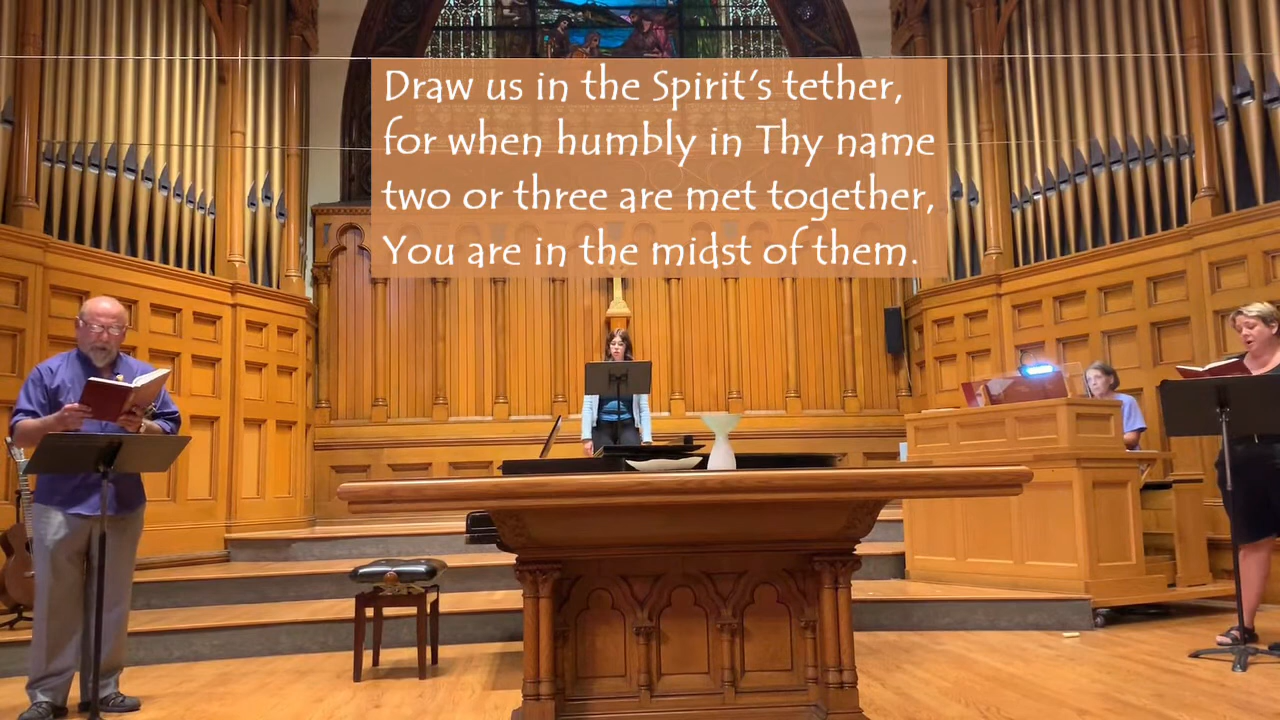 Draw us in the Spirit's tether,
for when humbly in Thy name
two or three are met together,
You are in the midst of them.